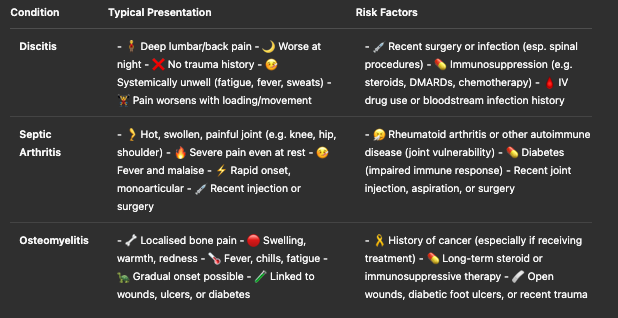 Condition Typical Presentation Risk Factors
Discitis
- 🧍 Deep lumbar/back pain - 🌙 Worse at
night - ❌ No trauma history - 🤒
Systemically unwell (fatigue, fever, sweats) -
🏋️ Pain worsens with loading/movement
- 💉 Recent surgery or infection (esp. spinal
procedures) - 💊 Immunosuppression (e.g.
steroids, DMARDs, chemotherapy) - 🩸 IV
drug use or bloodstream infection history
Septic
Arthritis
- 🦵 Hot, swollen, painful joint (e.g. knee, hip,
shoulder) - 🔥 Severe pain even at rest - 🤒
Fever and malaise - ⚡ Rapid onset,
monoarticular - 💉 Recent injection or
surgery
- 🤧 Rheumatoid arthritis or other autoimmune
disease (joint vulnerability) - 💊 Diabetes
(impaired immune response) - Recent joint
injection, aspiration, or surgery
Osteomyelitis
- 🦴 Localised bone pain - 🔴 Swelling,
warmth, redness - 🌡️ Fever, chills, fatigue -
🐢 Gradual onset possible - 🧪 Linked to
wounds, ulcers, or diabetes
- 🎗️ History of cancer (especially if receiving
treatment) - 💊 Long-term steroid or
immunosuppressive therapy - 🩹 Open
wounds, diabetic foot ulcers, or recent trauma